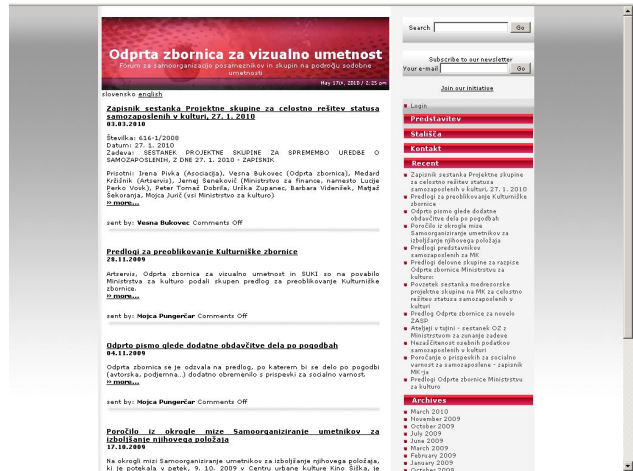 Odprta zbornica za vizualno umetnost
Forum za samoorganizacijo posameznikov in skupin na področju sodobne
umetnosti
May 17th, 2010 / 2:25 pm
slovensko english
Zapisnik sestanka Projektne skupine za celostno rešitev statusa
samozaposlenih v kulturi, 27. 1. 2010
03.03.2010
Številka: 616-1/2008
Datum: 27. 1. 2010
Zadeva: SESTANEK PROJEKTNE SKUPINE ZA SPREMEMBO UREDBE O
SAMOZAPOSLENIH, Z DNE 27. 1. 2010 - ZAPISNIK
Prisotni: Irena Pivka (Asociacija), Vesna Bukovec (Odprta zbornica), Medard
Kržišnik (Artservis), Jernej Senekovič (Ministrstvo za finance, namesto Lucije
Perko Vovk), Peter Tomaž Dobrila, Urška Zupanec, Barbara Videnšek, Matjaž
Šekoranja, Mojca Jurič (vsi Ministrstvo za kulturo)
» more...
sent by: Vesna Bukovec Comments Off
Predlogi za preoblikovanje Kulturniške zbornice
28.11.2009
Artservis, Odprta zbornica za vizualno umetnost in SUKI so na povabilo
Ministrstva za kulturo podali skupen predlog za preoblikovanje Kulturniške
zbornice.
» more...
sent by: Mojca Pungerčar Comments Off
Odprto pismo glede dodatne obdavčitve dela po pogodbah
04.11.2009
Odprta zbornica se je odzvala na predlog, po katerem bi se delo po pogodbi
(avtorska, podjemna...) dodatno obremenilo s prispevki za socialno varnost.
» more...
sent by: Mojca Pungerčar Comments Off
Poročilo iz okrogle mize Samoorganiziranje umetnikov za
izboljšanje njihovega položaja
17.10.2009
Na okrogli mizi Samoorganiziranje umetnikov za izboljšanje njihovega položaja,
ki je potekala v petek, 9. 10. 2009 v Centru urbane kulture Kino Šiška, je
Search
Go
Subscribe to our newsletter
Your e-mail
Go
Join our initiative
Login
Predstavitev
Stališča
Kontakt
Recent
Zapisnik sestanka Projektne skupine
za celostno rešitev statusa
samozaposlenih v kulturi, 27. 1. 2010
Predlogi za preoblikovanje Kulturniške
zbornice
Odprto pismo glede dodatne
obdavčitve dela po pogodbah
Poročilo iz okrogle mize
Samoorganiziranje umetnikov za
izboljšanje njihovega položaja
Predlogi predstavnikov
samozaposlenih za MK
Predlogi delovne skupine za razpise
Odprte zbornice Ministrstvu za
kulturo:
Povzetek sestanka medresorske
projektne skupine na MK za celostno
rešitev statusa samozaposlenih v
kulturi
Predlog Odprte zbornice za novelo
ZASP
Ateljeji v tujini - sestanek OZ z
Ministrstvom za zunanje zadeve
Nezaščitenost osebnih podatkov
samozaposlenih v kulturi
Poročanje o prispevkih za socialno
varnost za samozaposlene - zapisnik
MK-ja
Predlogi Odprte zbornice Ministrstvu
za kulturo
Archives
March 2010
November 2009
October 2009
July 2009
June 2009
March 2009
February 2009
January 2009
October 2008